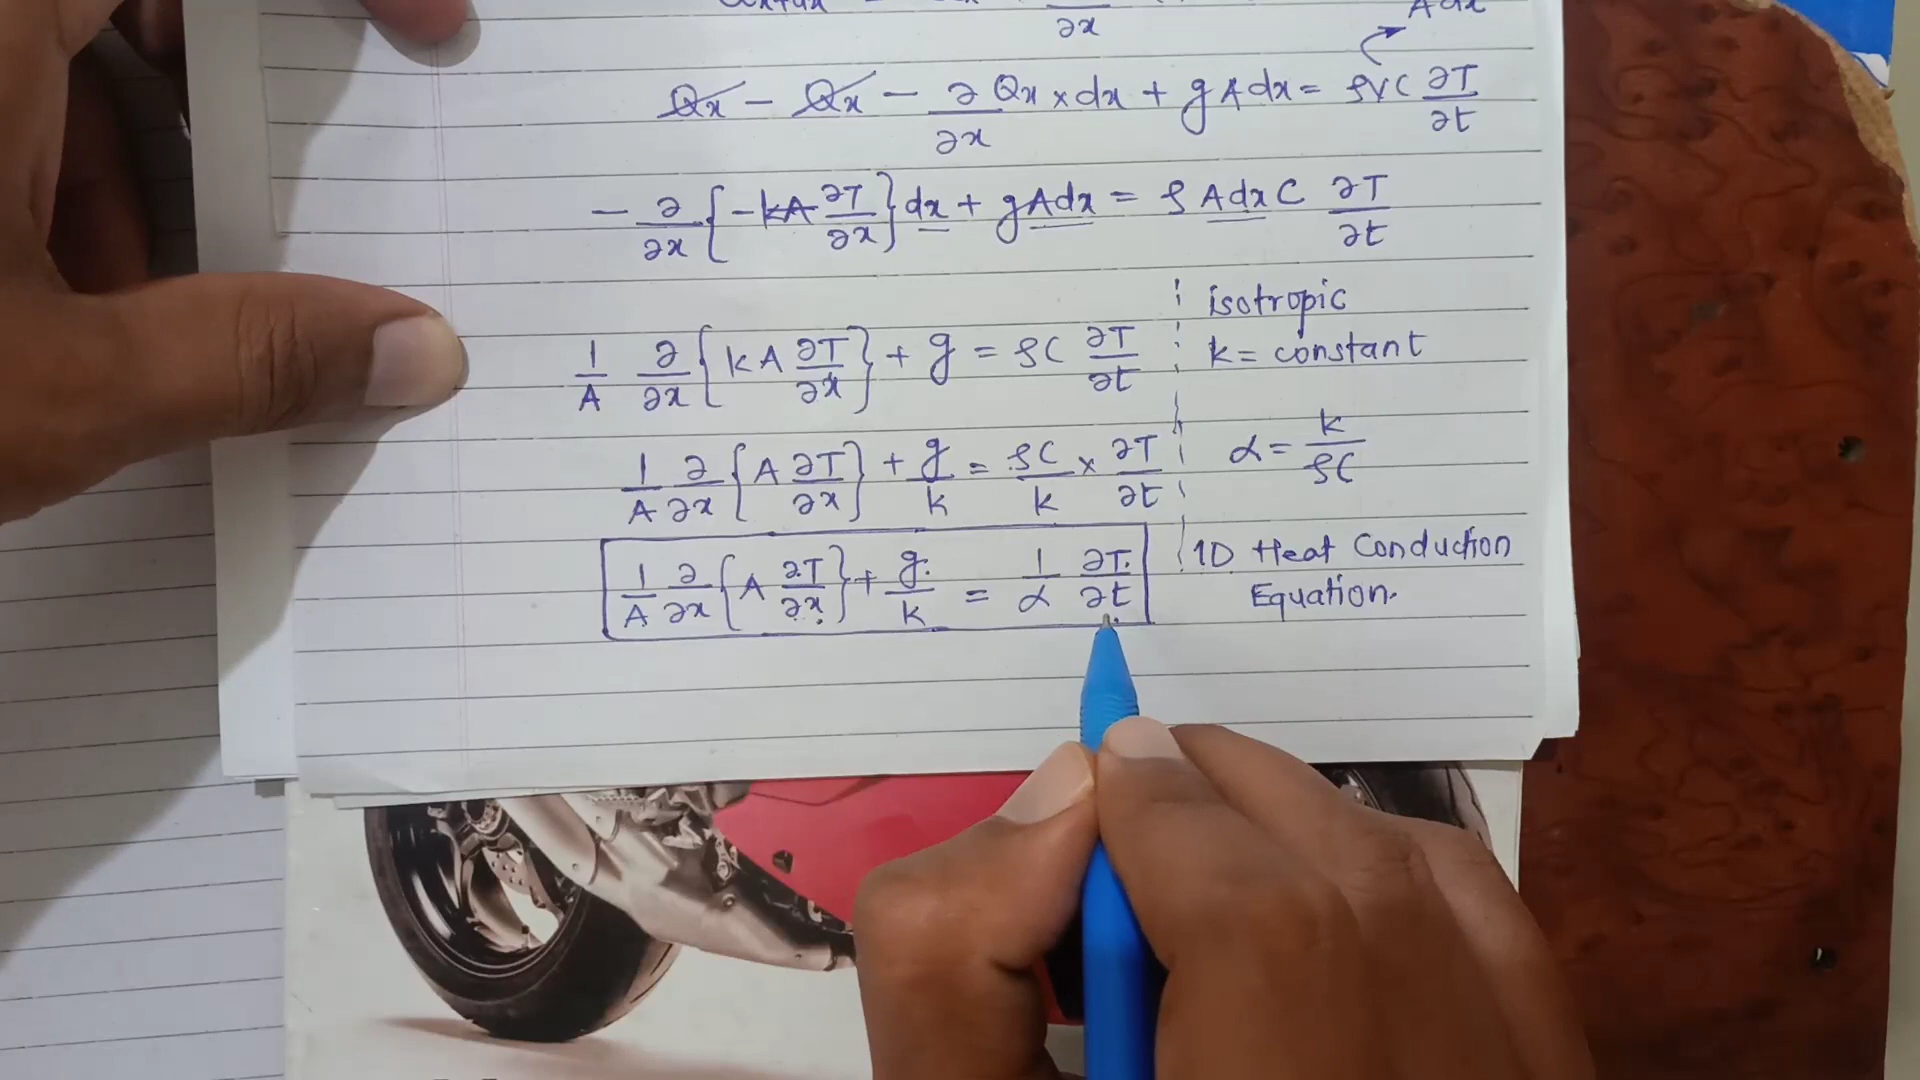 ∂x Adx
Qx - Qx - ∂Qx/∂x × dx + g A dx = ρVC ∂T/∂t
- ∂/∂x {-kA ∂T/∂x} dx + g A dx = ρ A dx C ∂T/∂t
isotropic
1/A ∂/∂x {kA ∂T/∂x} + g = ρC ∂T/∂t k = constant
1/A ∂/∂x {A ∂T/∂x} + g/k = ρC/k × ∂T/∂t α = k/ρC
1/A ∂/∂x {A ∂T/∂x} + g/k = 1/α ∂T/∂t 1D Heat Conduction
Equation.